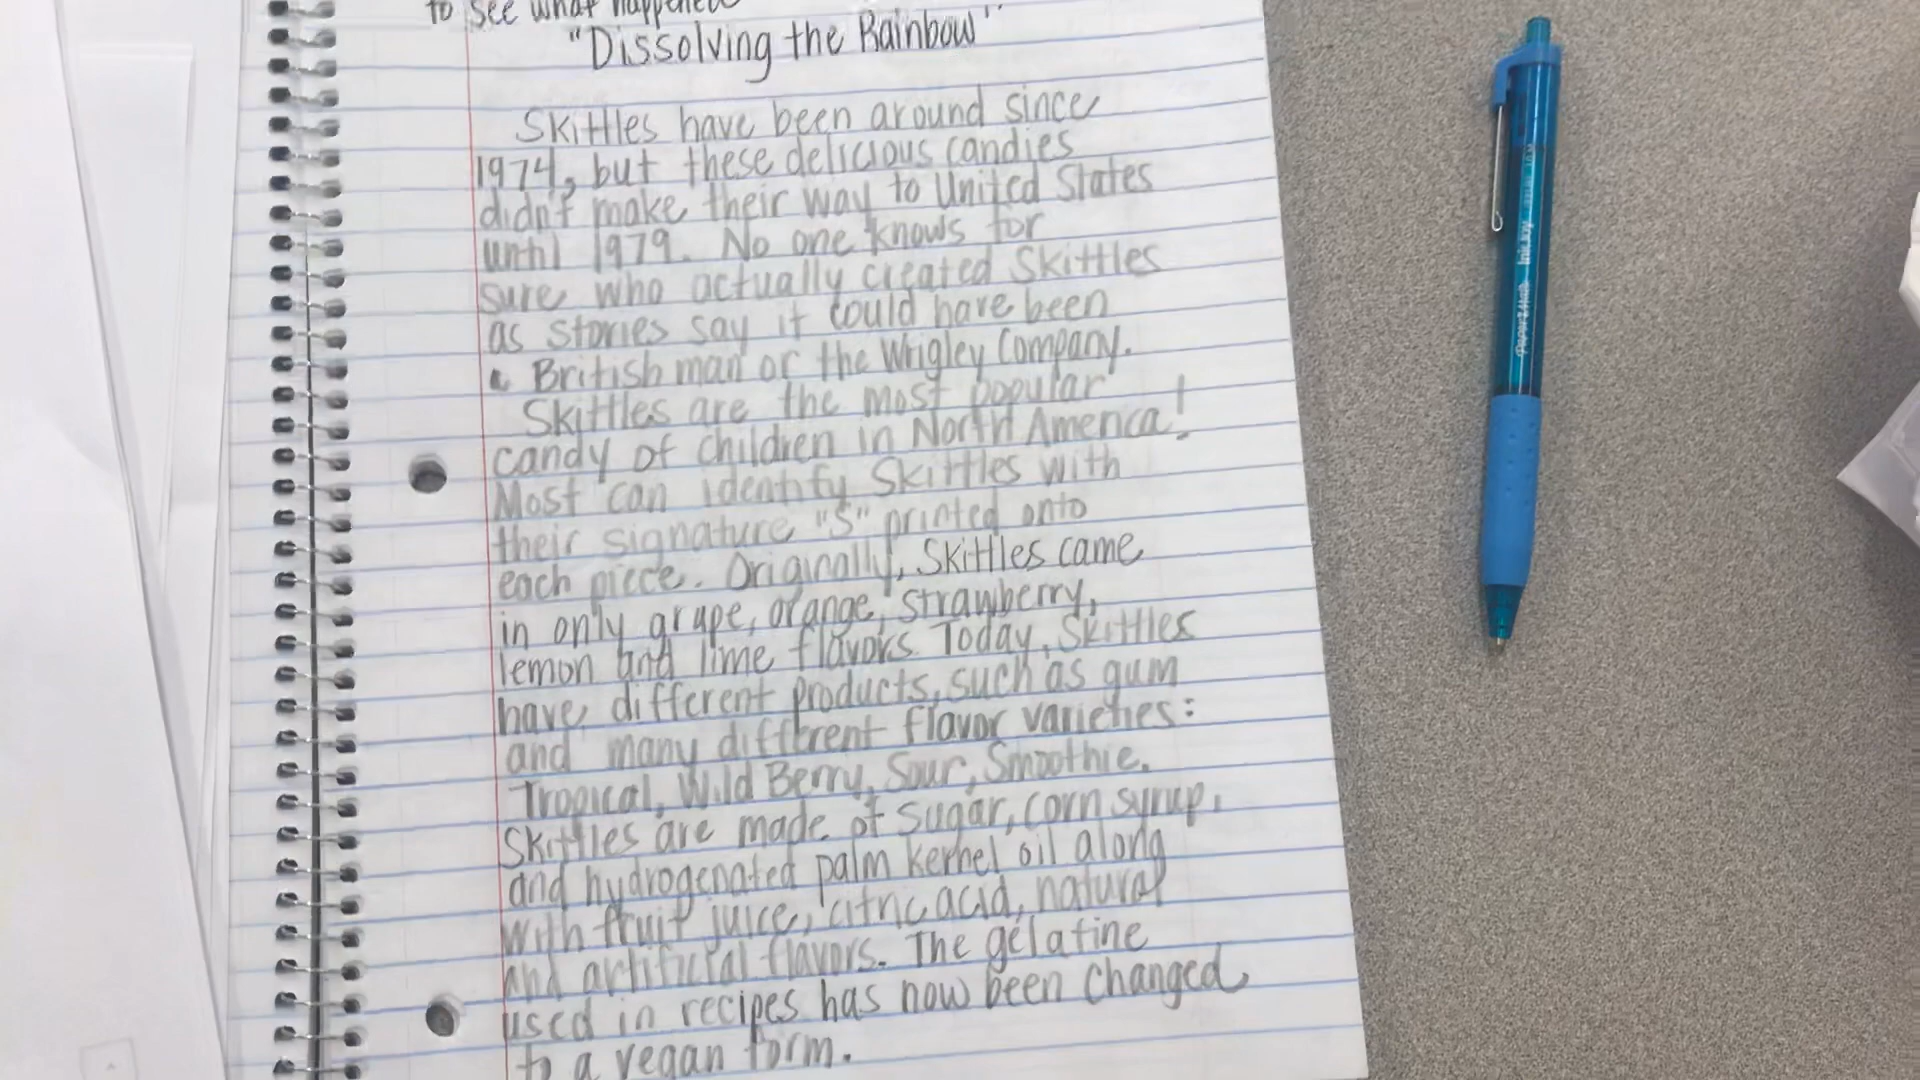 to see what happened
"Dissolving the Rainbow"
Skittles have been around since
1974, but these delicious candies
didn't make their way to United States
until 1979. No one knows for
sure who actually created Skittles
as stories say it could have been
a British man or the Wrigley Company.
Skittles are the most popular
candy of children in North America!
Most can identify Skittles with
their signature "S" printed onto
each piece. Originally, Skittles came
in only grape, orange, strawberry,
lemon and lime flavors. Today, Skittles
have different products, such as gum
and many different flavor varieties:
Tropical, Wild Berry, Sour, Smoothie.
Skittles are made of sugar, corn syrup,
and hydrogenated palm kernel oil along
with fruit juice, citric acid, natural
and artificial flavors. The gelatine
used in recipes has now been changed
to a vegan form.
PaperMate InkJoy